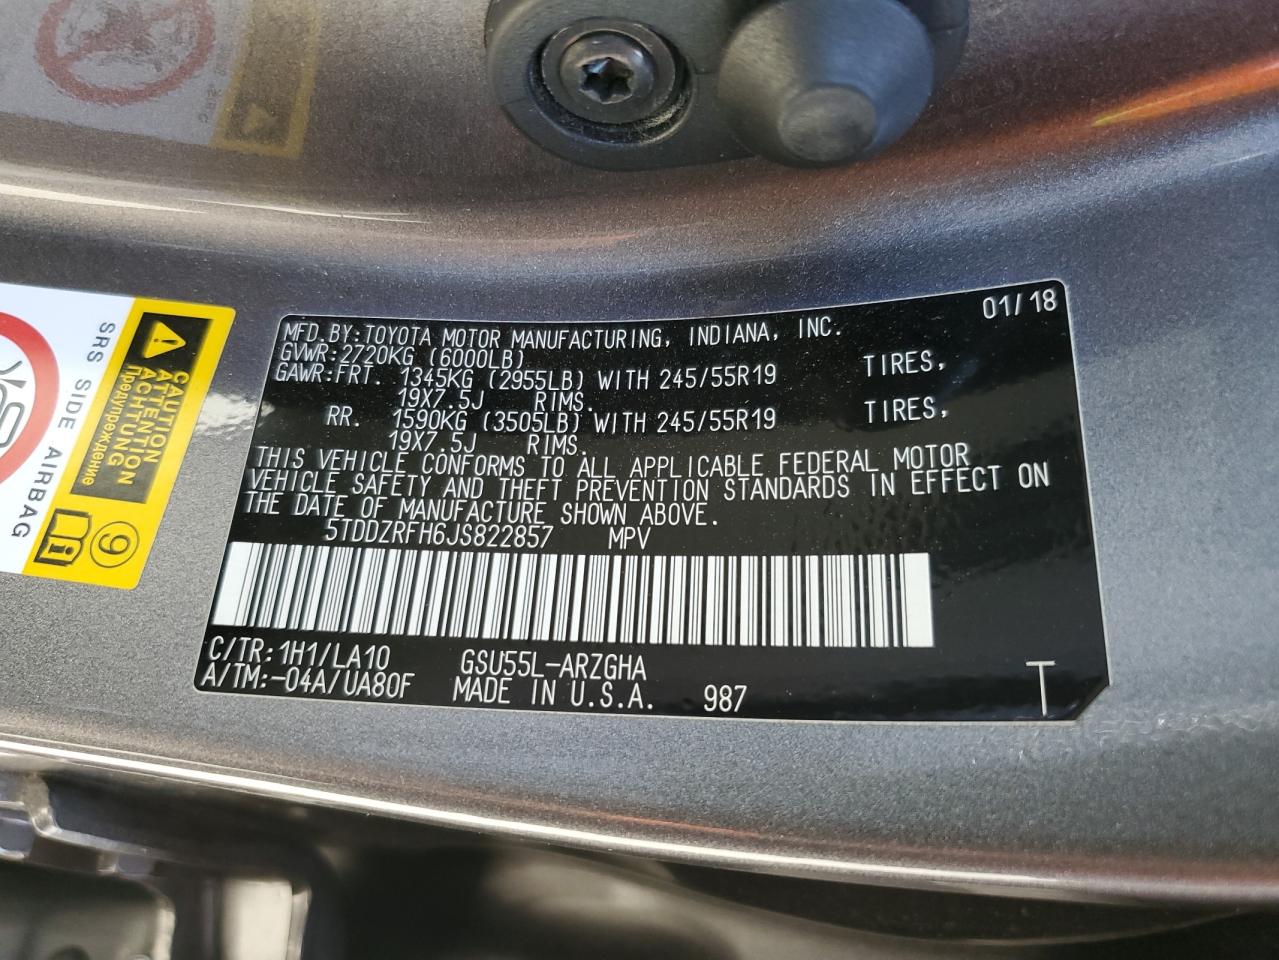 01/18
MFD.BY:TOYOTA MOTOR MANUFACTURING, INDIANA, INC.
GVWR:2720KG (6000LB)
GAWR:FRT. 1345KG (2955LB) WITH 245/55R19 TIRES,
19X7.5J RIMS.
RR. 1590KG (3505LB) WITH 245/55R19 TIRES,
19X7.5J RIMS.
THIS VEHICLE CONFORMS TO ALL APPLICABLE FEDERAL MOTOR
VEHICLE SAFETY AND THEFT PREVENTION STANDARDS IN EFFECT ON
THE DATE OF MANUFACTURE SHOWN ABOVE.
5TDDZRFH6JS822857 MPV
C/TR:1H1/LA10 GSU55L-ARZGHA
A/TM:-04A/UA80F MADE IN U.S.A. 987 T
CAUTION
ATTENTION
ACHTUNG
Предупреждение
SRS SIDE AIRBAG
9